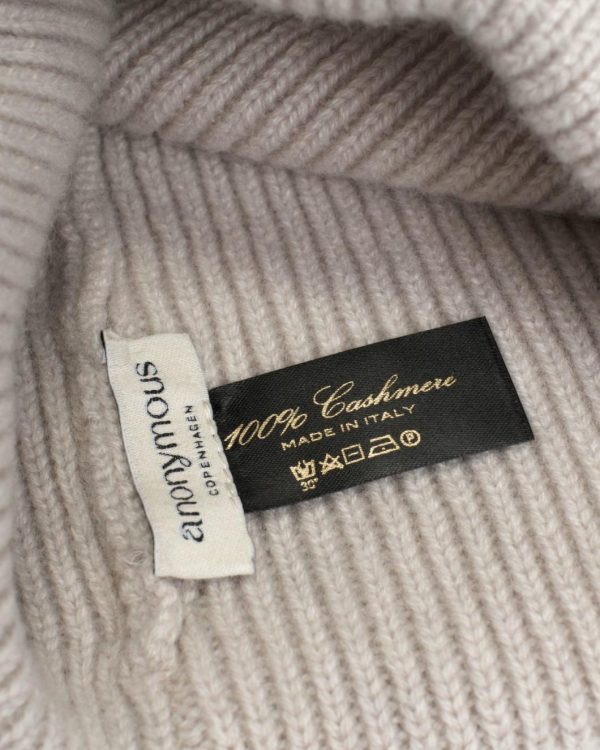 anonymous
COPENHAGEN
100% Cashmere
MADE IN ITALY
30°
P